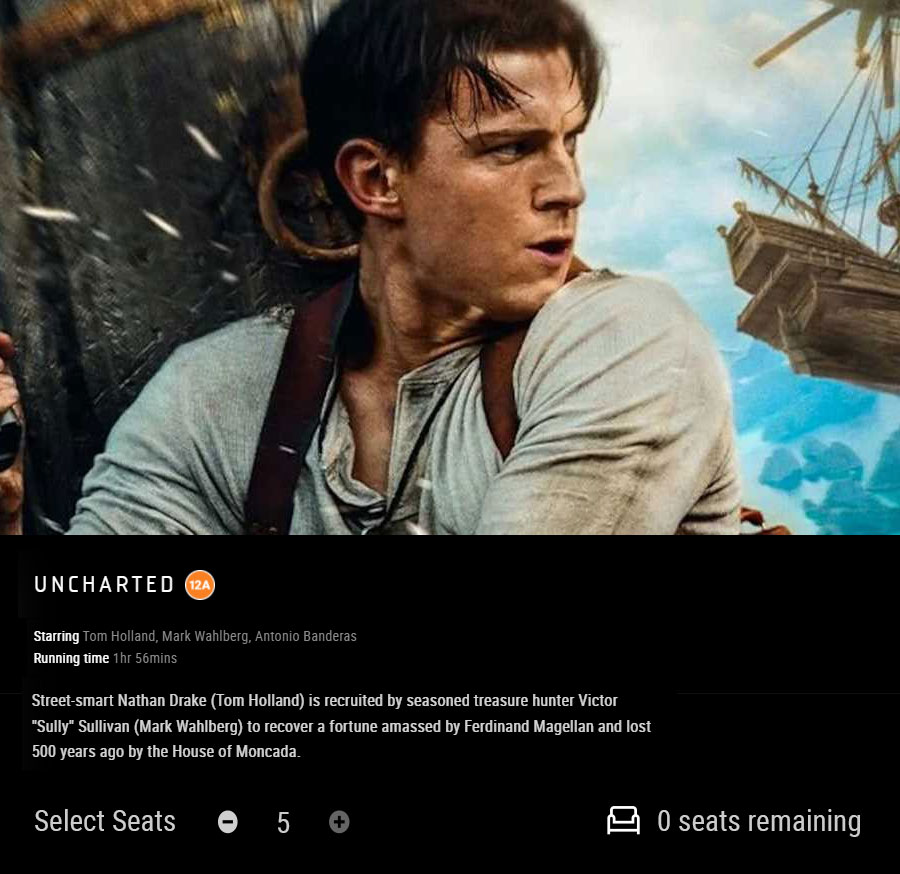 UNCHARTED 12A
Starring Tom Holland, Mark Wahlberg, Antonio Banderas
Running time 1hr 56mins
Street-smart Nathan Drake (Tom Holland) is recruited by seasoned treasure hunter Victor
"Sully" Sullivan (Mark Wahlberg) to recover a fortune amassed by Ferdinand Magellan and lost
500 years ago by the House of Moncada.
Select Seats - 5 + 0 seats remaining